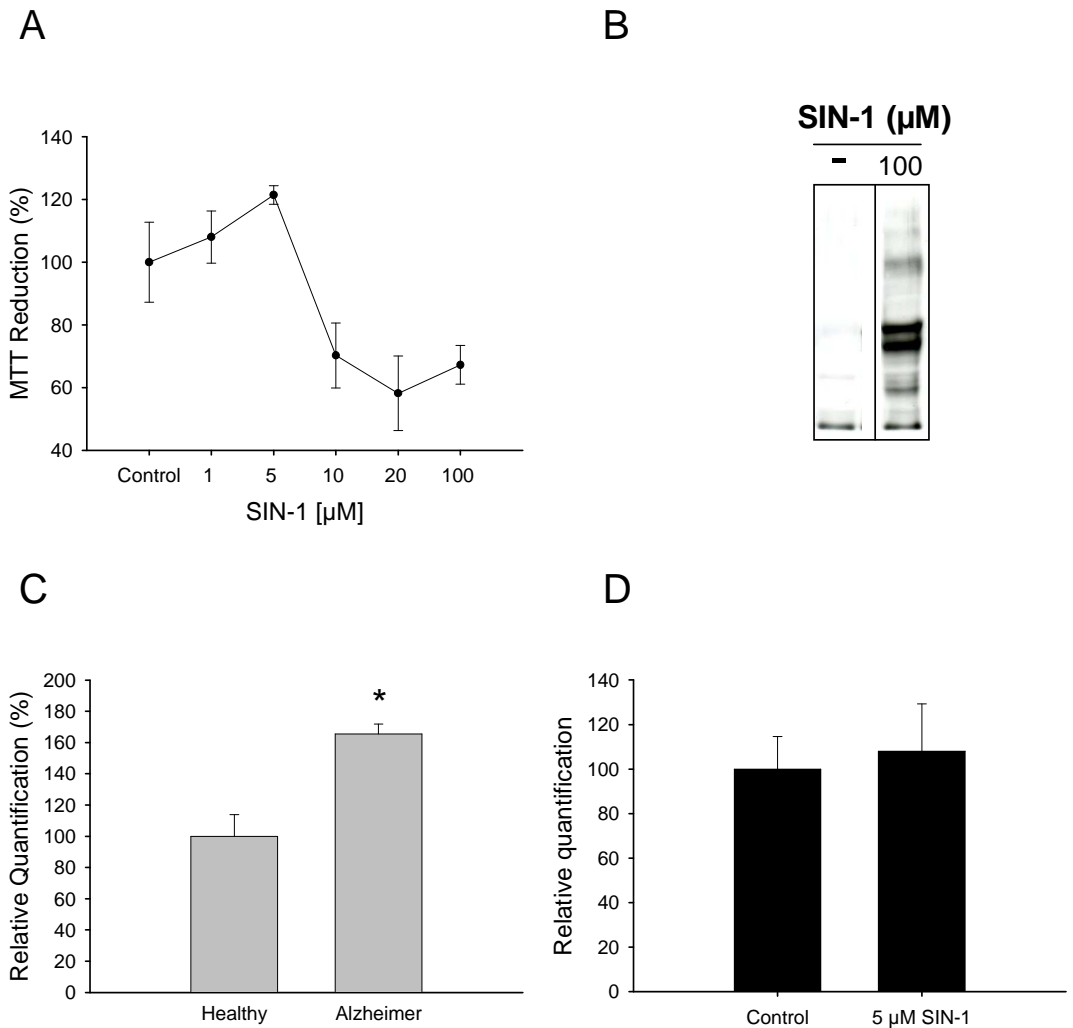 A
B
SIN-1 (µM)
-
100
140
120
100
80
60
40
MTT Reduction (%)
Control 1 5 10 20 100
SIN-1 [µM]
C
D
200
180
160
140
120
100
80
60
40
20
0
Relative Quantification (%)
*
Healthy Alzheimer
140
120
100
80
60
40
20
0
Relative quantification
Control 5 µM SIN-1